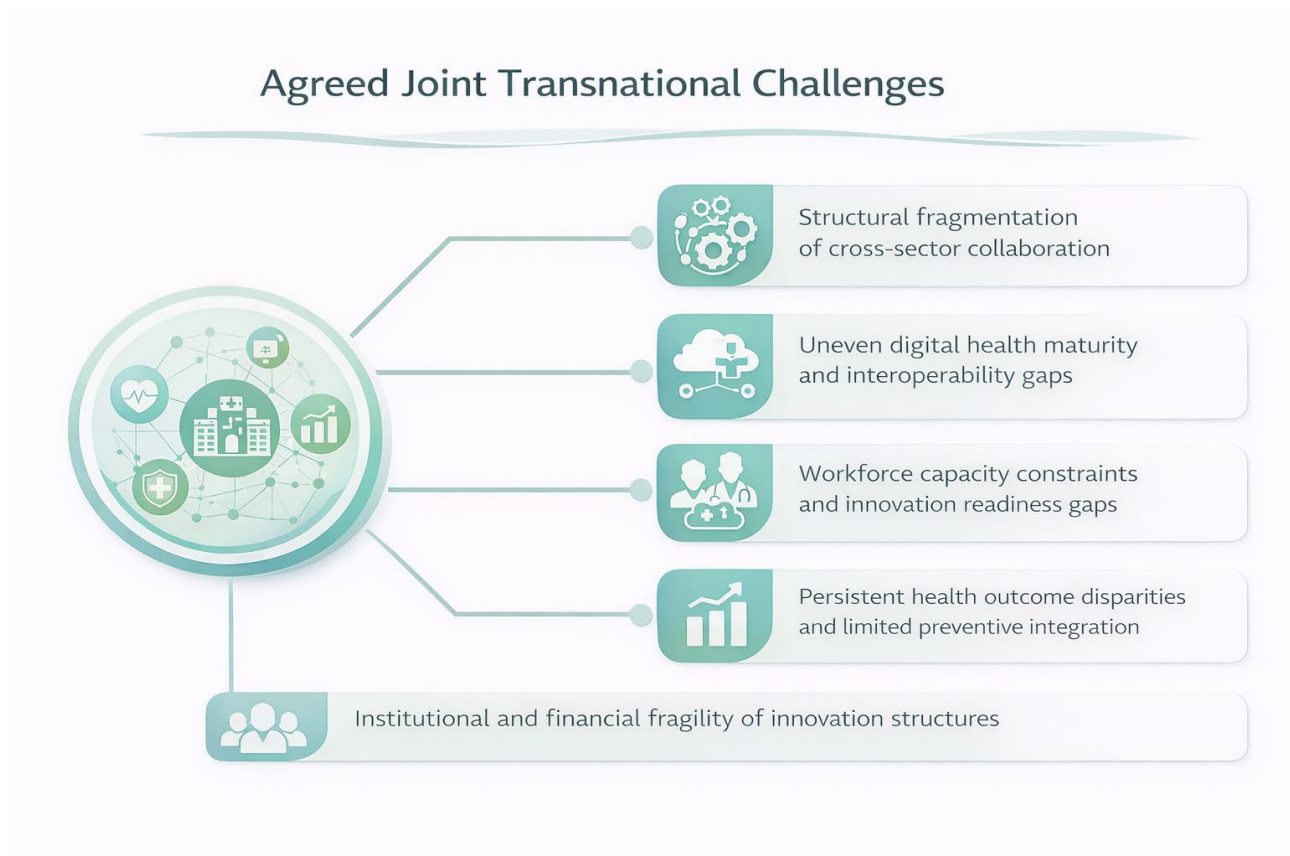 Agreed Joint Transnational Challenges
Structural fragmentation
of cross-sector collaboration
Uneven digital health maturity
and interoperability gaps
Workforce capacity constraints
and innovation readiness gaps
Persistent health outcome disparities
and limited preventive integration
Institutional and financial fragility of innovation structures